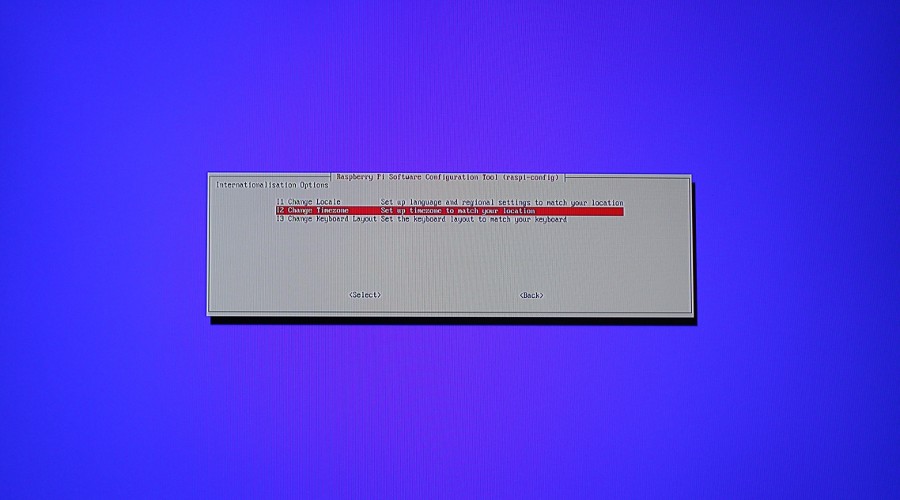 Raspberry Pi Software Configuration Tool (raspi-config)
Internationalisation Options
I1 Change Locale Set up language and regional settings to match your location
I2 Change Timezone Set up timezone to match your location
I3 Change Keyboard Layout Set the keyboard layout to match your keyboard
<Select> <Back>